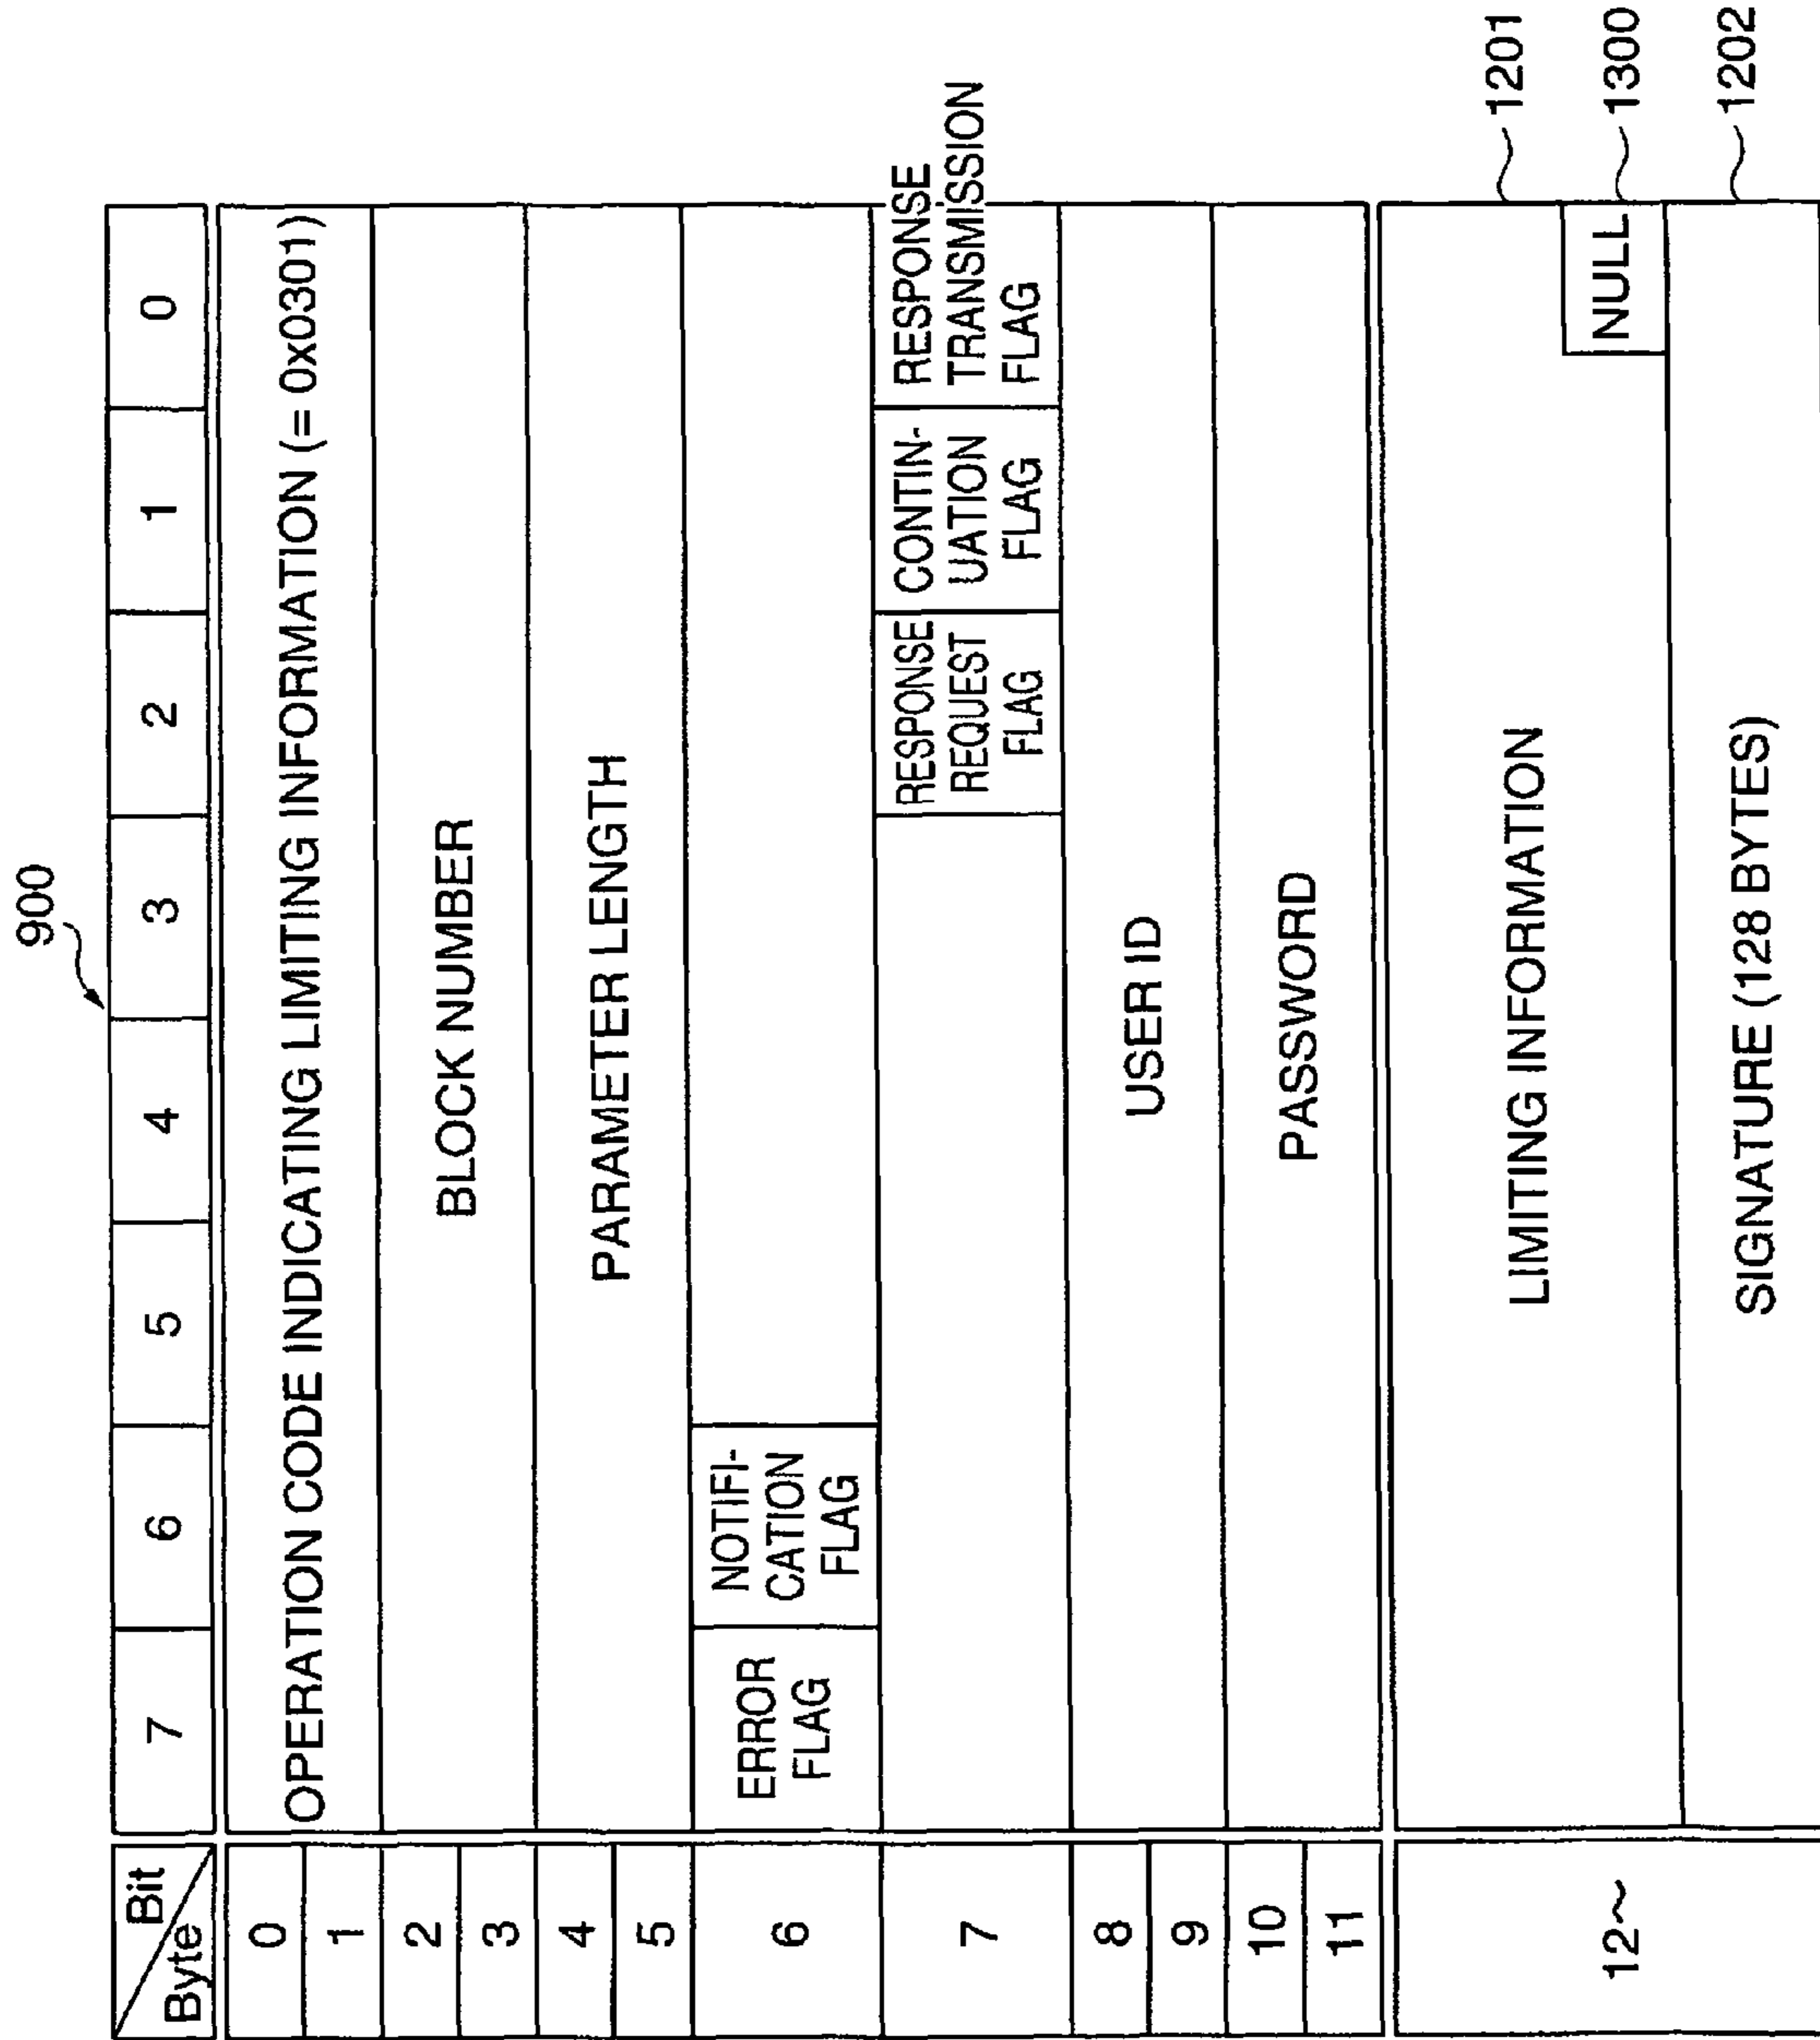 900
Bit
Byte
7 6 5 4 3 2 1 0
0
1
OPERATION CODE INDICATING LIMITING INFORMATION (= 0x0301)
2
3
BLOCK NUMBER
4
5
PARAMETER LENGTH
6
ERROR
FLAG
NOTIFI-
CATION
FLAG
7
RESPONSE
REQUEST
FLAG
CONTIN-
UATION
FLAG
RESPONSE
TRANSMISSION
FLAG
8
9
USER ID
10
11
PASSWORD
12~
LIMITING INFORMATION
1201
NULL
1300
SIGNATURE (128 BYTES)
1202